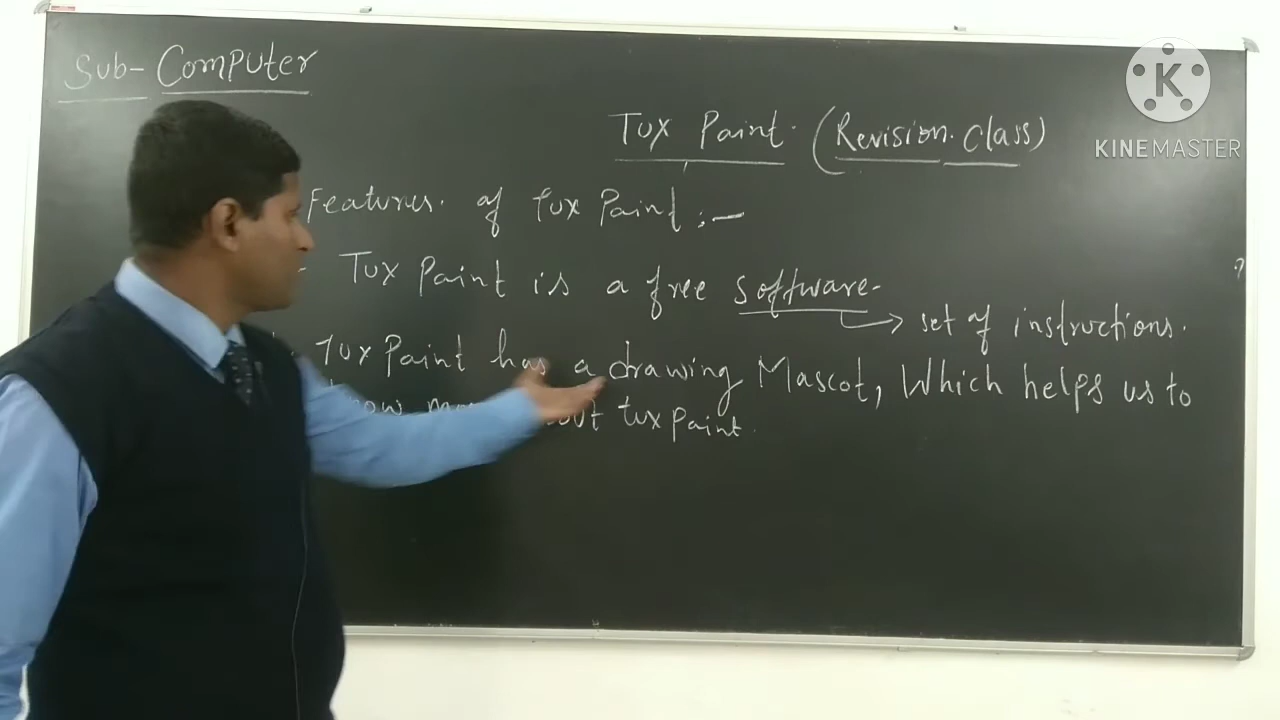 Sub- Computer
Tux Paint. (Revision. Class)
Features. of Tux Paint :-
- Tux Paint is a free Software.
→ set of instructions.
Tux Paint has a drawing Mascot, Which helps us to
tux paint.
K
KINEMASTER